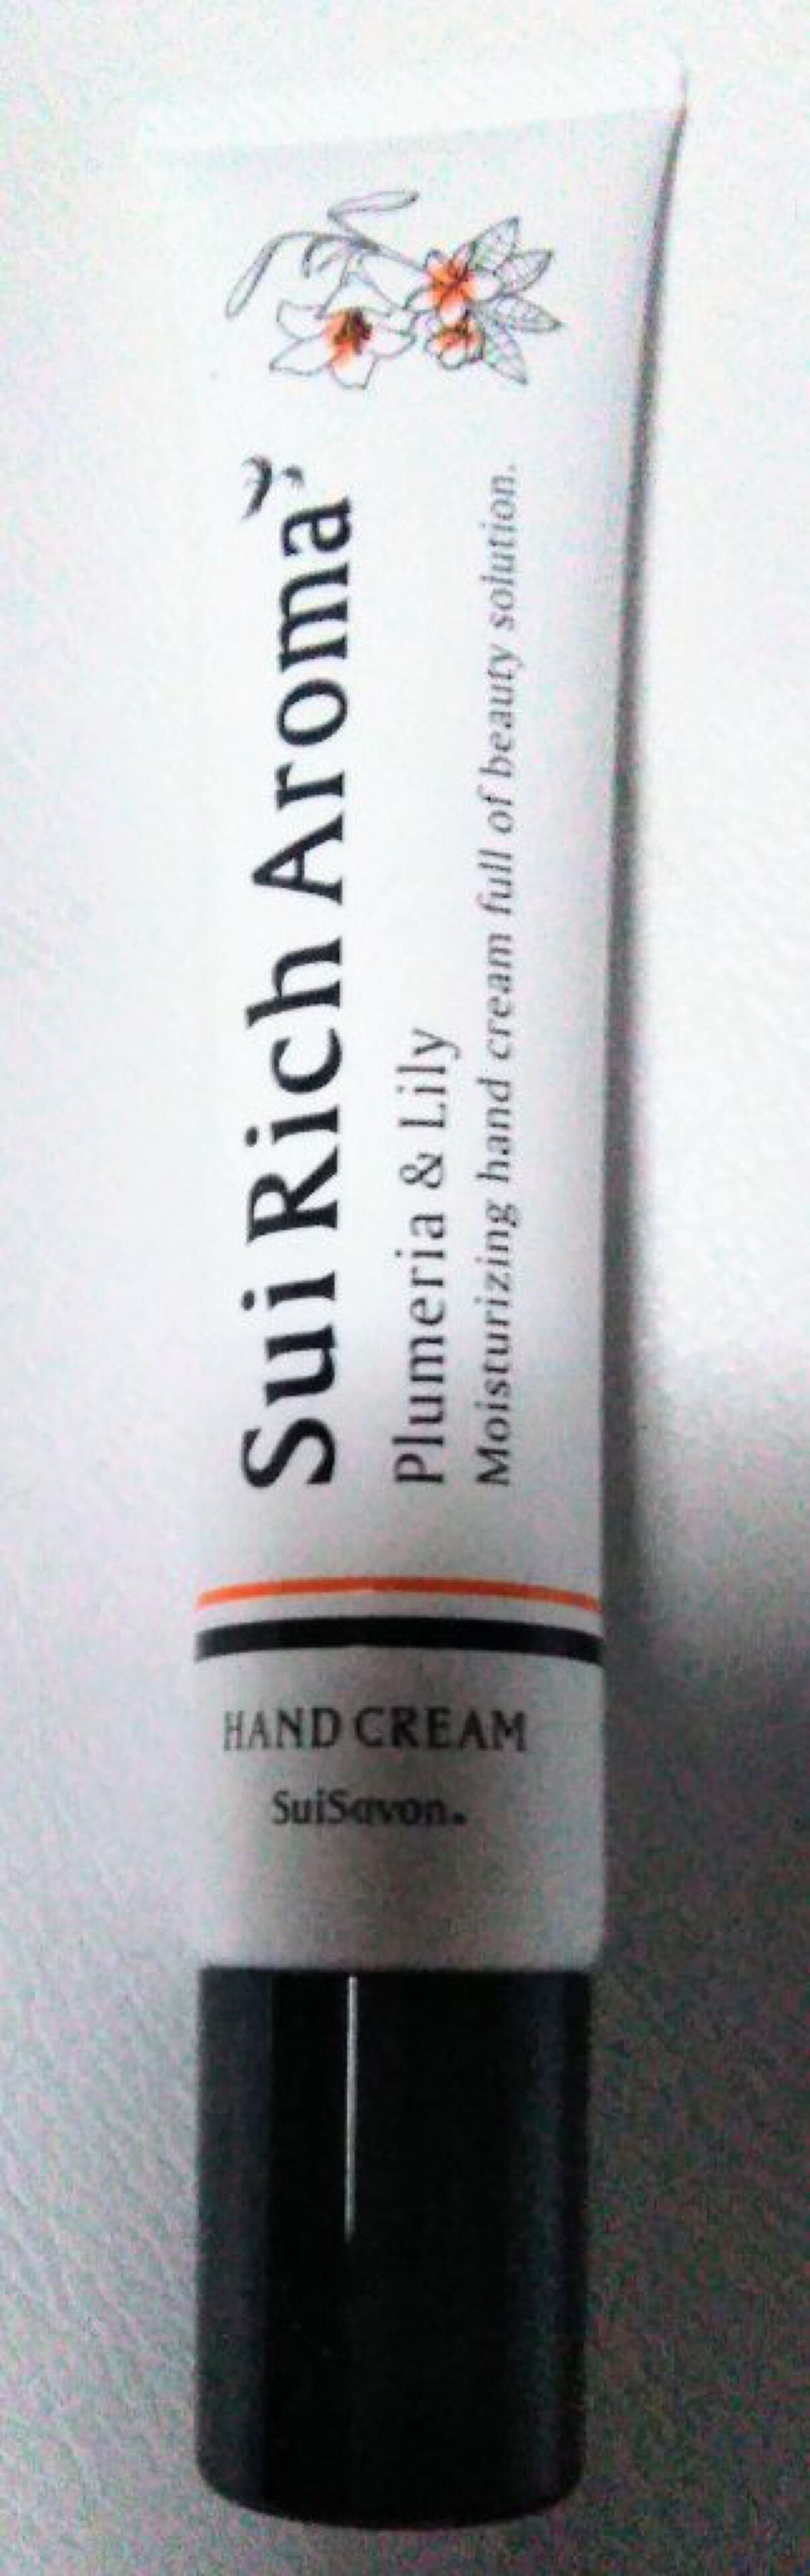 Sui Rich Aroma
Plumeria & Lily
Moisturizing hand cream full of beauty solution.
HAND CREAM
SuiSavon.